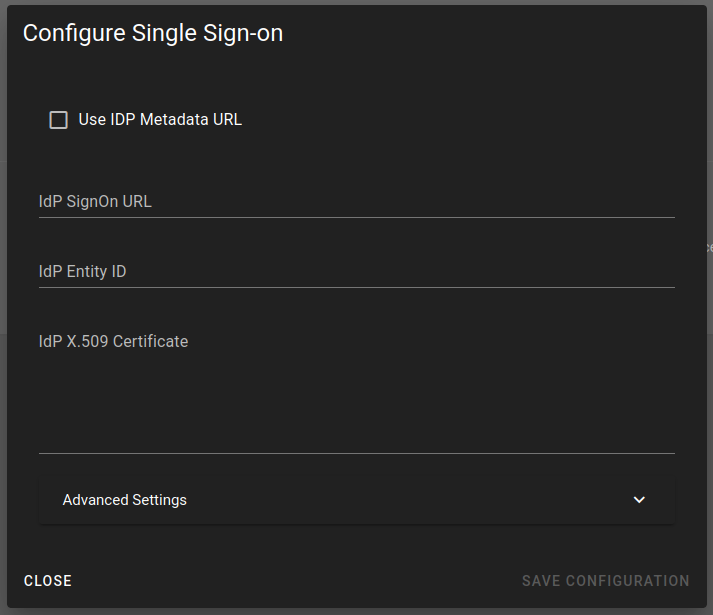 Configure Single Sign-on
Use IDP Metadata URL
IdP SignOn URL
IdP Entity ID
IdP X.509 Certificate
Advanced Settings
CLOSE
SAVE CONFIGURATION